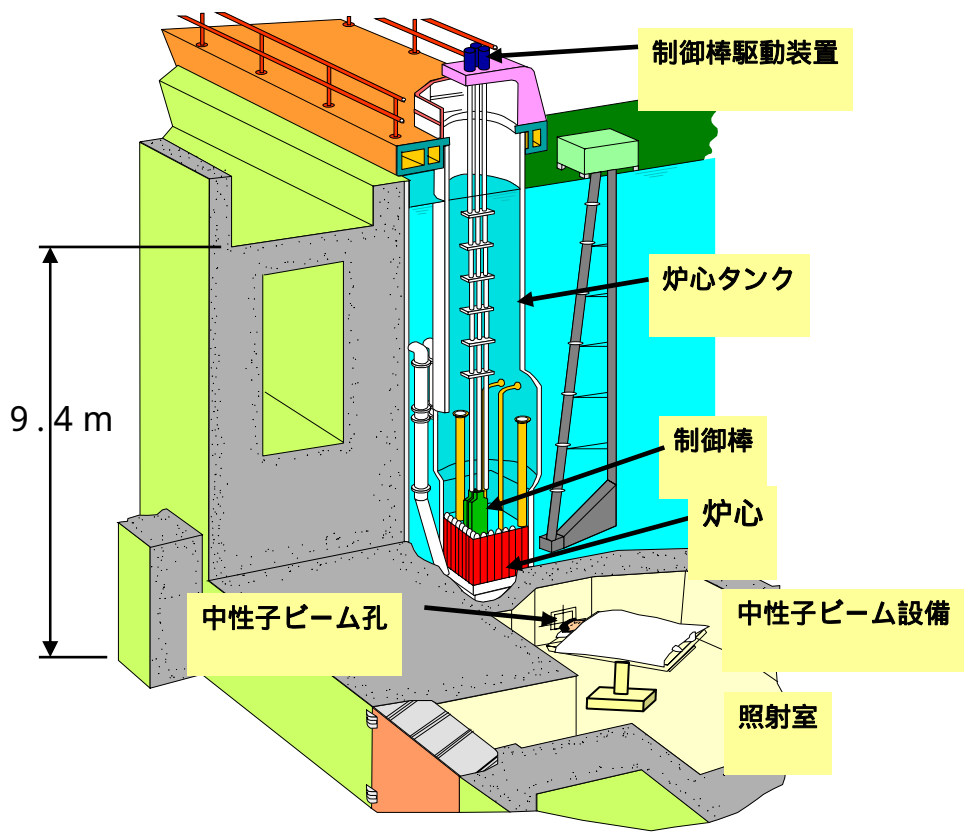 制御棒駆動装置
炉心タンク
9.4 m
制御棒
炉心
中性子ビーム孔
中性子ビーム設備
照射室